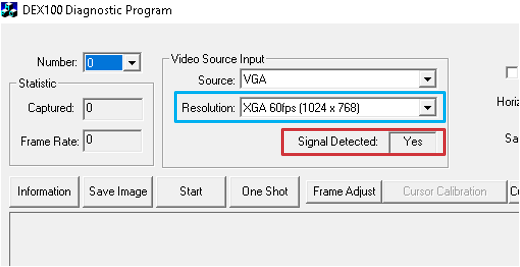 DEX100 Diagnostic Program
Number: 0
Statistic
Captured: 0
Frame Rate: 0
Video Source Input
Source: VGA
Resolution: XGA 60fps (1024 x 768)
Signal Detected: Yes
Horiz
Sa
Information Save Image Start One Shot Frame Adjust Cursor Calibration Cu